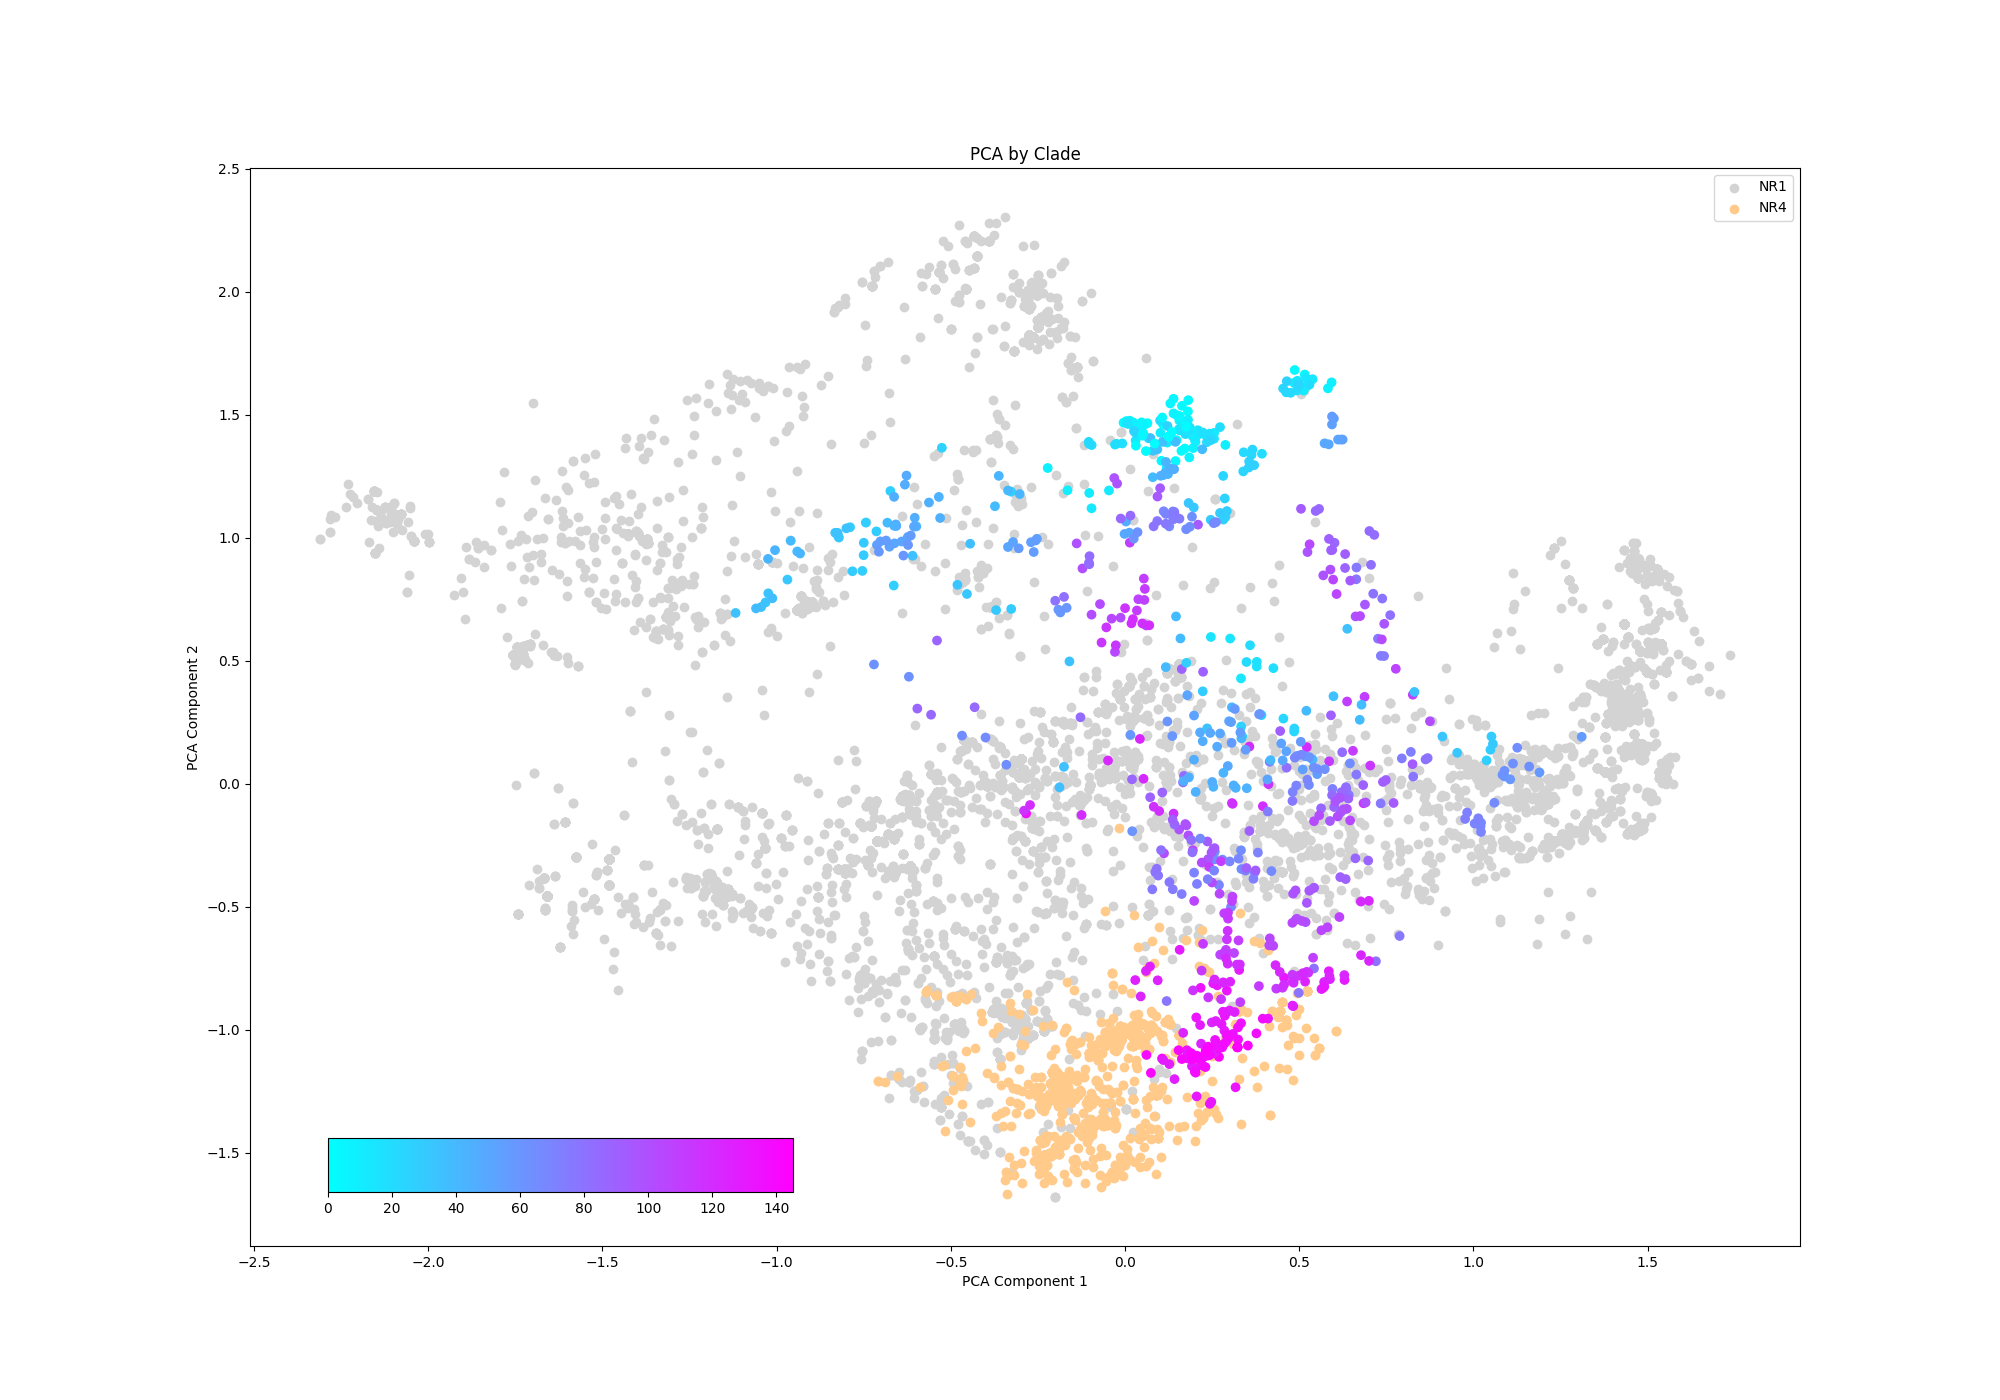 PCA by Clade
NR1
NR4
PCA Component 2
2.5
2.0
1.5
1.0
0.5
0.0
−0.5
−1.0
−1.5
0 20 40 60 80 100 120 140
−2.5 −2.0 −1.5 −1.0 −0.5 0.0 0.5 1.0 1.5
PCA Component 1